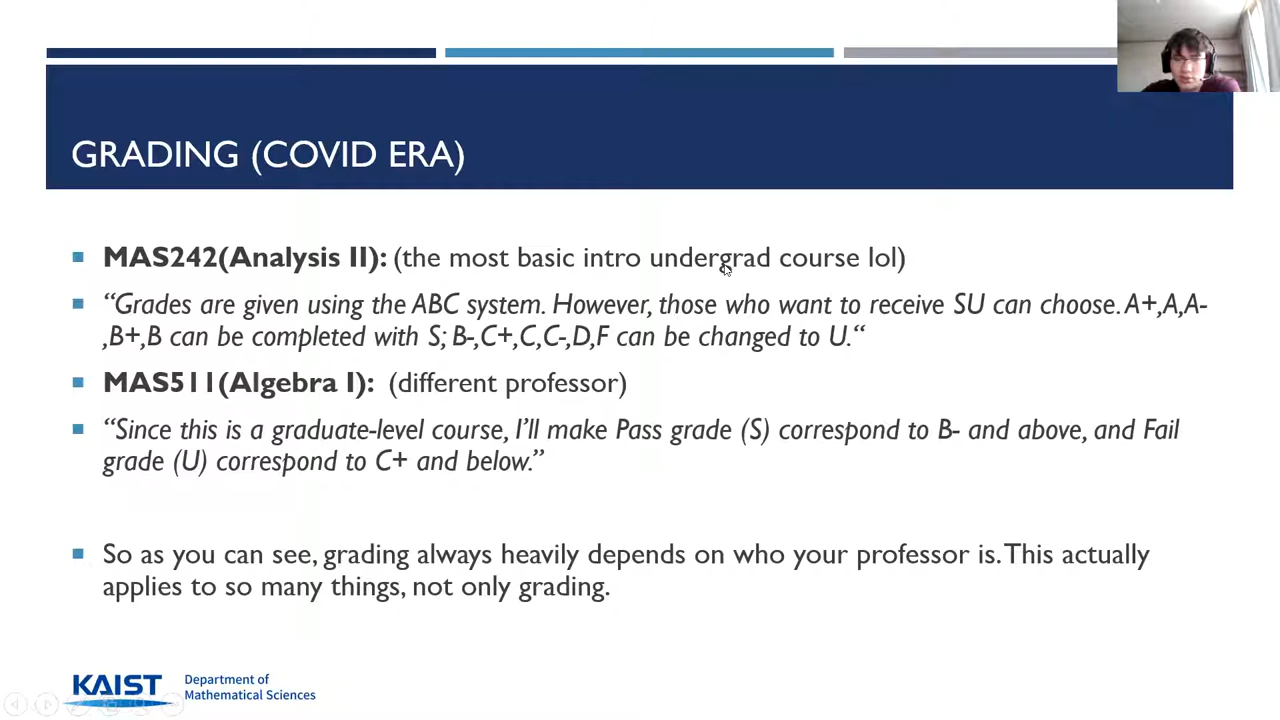 GRADING (COVID ERA)
MAS242(Analysis II): (the most basic intro undergrad course lol)
“Grades are given using the ABC system. However, those who want to receive SU can choose. A+,A,A-
,B+,B can be completed with S; B-,C+,C,C-,D,F can be changed to U.“
MAS511(Algebra I):  (different professor)
“Since this is a graduate-level course, I’ll make Pass grade (S) correspond to B- and above, and Fail
grade (U) correspond to C+ and below.”
So as you can see, grading always heavily depends on who your professor is. This actually
applies to so many things, not only grading.
KAIST
Department of
Mathematical Sciences